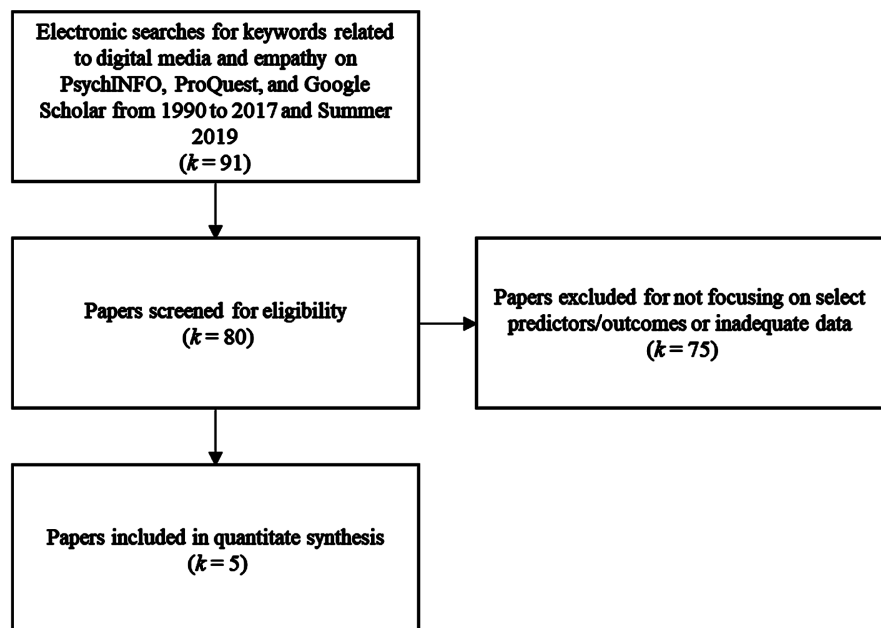 Electronic searches for keywords related
to digital media and empathy on
PsychINFO, ProQuest, and Google
Scholar from 1990 to 2017 and Summer
2019
(k = 91)
Papers screened for eligibility
(k = 80)
Papers excluded for not focusing on select
predictors/outcomes or inadequate data
(k = 75)
Papers included in quantitate synthesis
(k = 5)